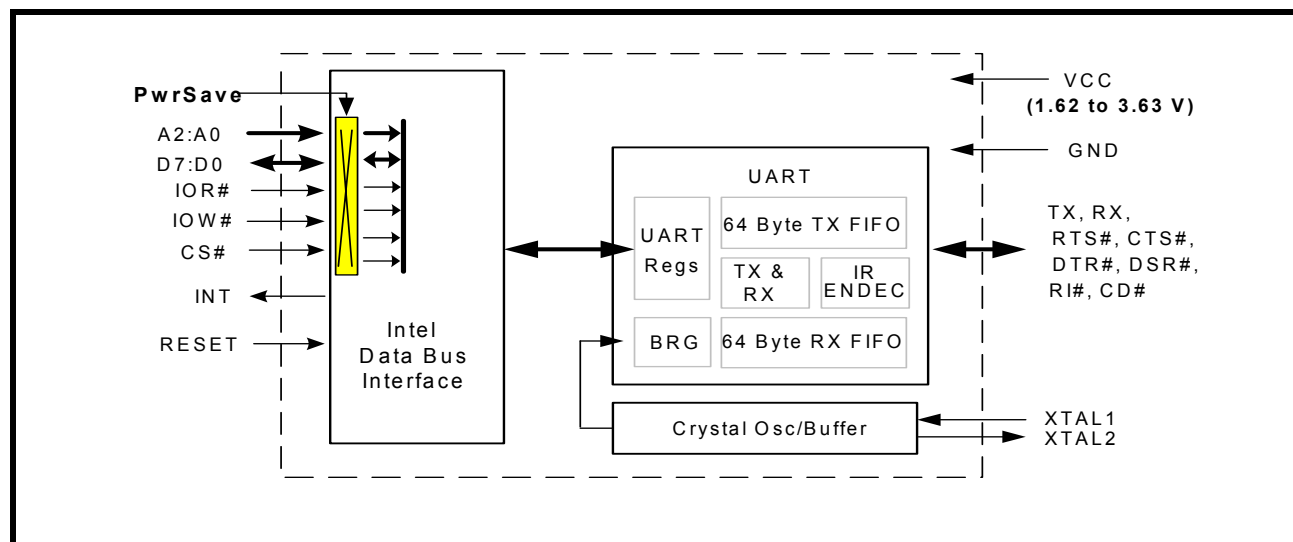 PwrSave
A2:A0
D7:D0
IOR#
IOW#
CS#
INT
RESET
Intel
Data Bus
Interface
UART
UART
Regs
64 Byte TX FIFO
TX &
RX
IR
ENDEC
BRG
64 Byte RX FIFO
Crystal Osc/Buffer
VCC
(1.62 to 3.63 V)
GND
TX, RX,
RTS#, CTS#,
DTR#, DSR#,
RI#, CD#
XTAL1
XTAL2